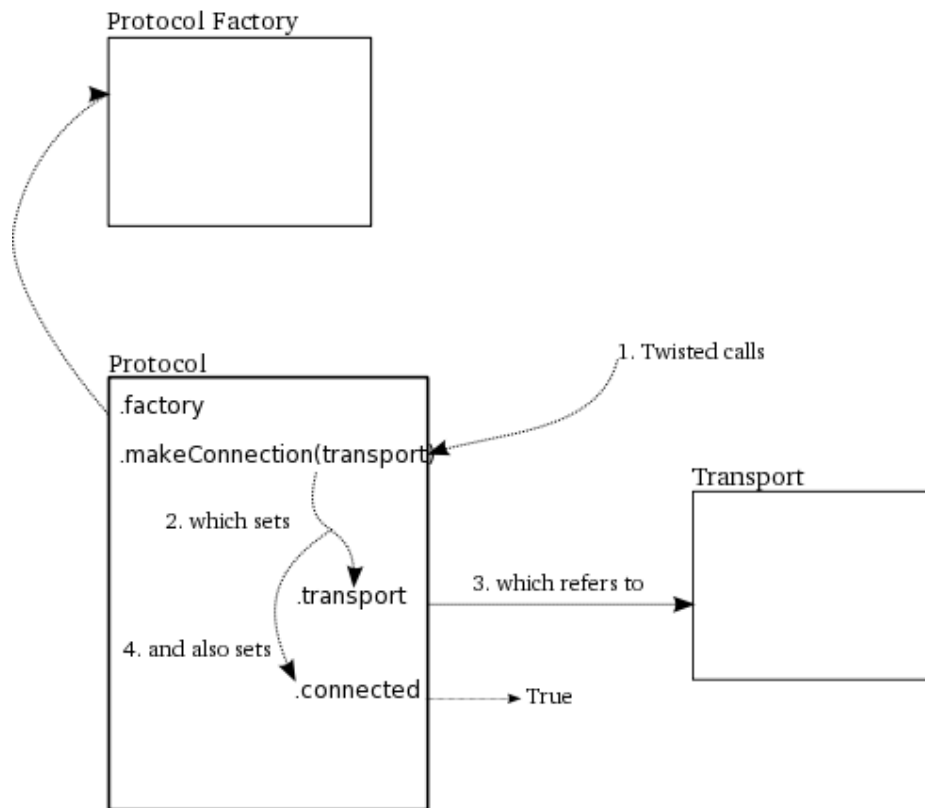 Protocol Factory
1. Twisted calls
Protocol
.factory
.makeConnection(transport)
Transport
2. which sets
3. which refers to
.transport
4. and also sets
.connected
True